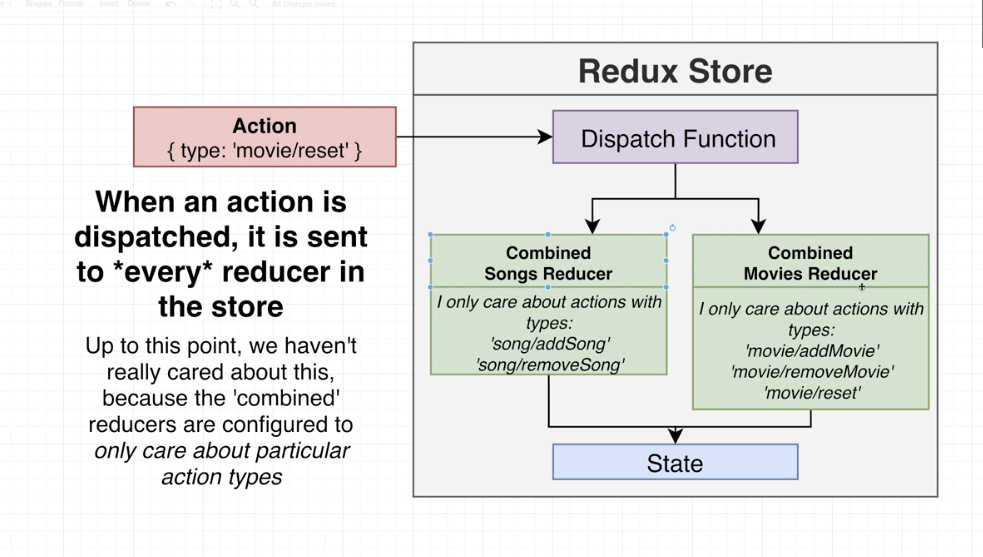 Shapes Format Insert Delete All changes saved
Redux Store
Action
{ type: 'movie/reset' }
Dispatch Function
When an action is
dispatched, it is sent
to *every* reducer in
the store
Up to this point, we haven't
really cared about this,
because the 'combined'
reducers are configured to
only care about particular
action types
Combined
Songs Reducer
I only care about actions with
types:
'song/addSong'
'song/removeSong'
Combined
Movies Reducer
I only care about actions with
types:
'movie/addMovie'
'movie/removeMovie'
'movie/reset'
State